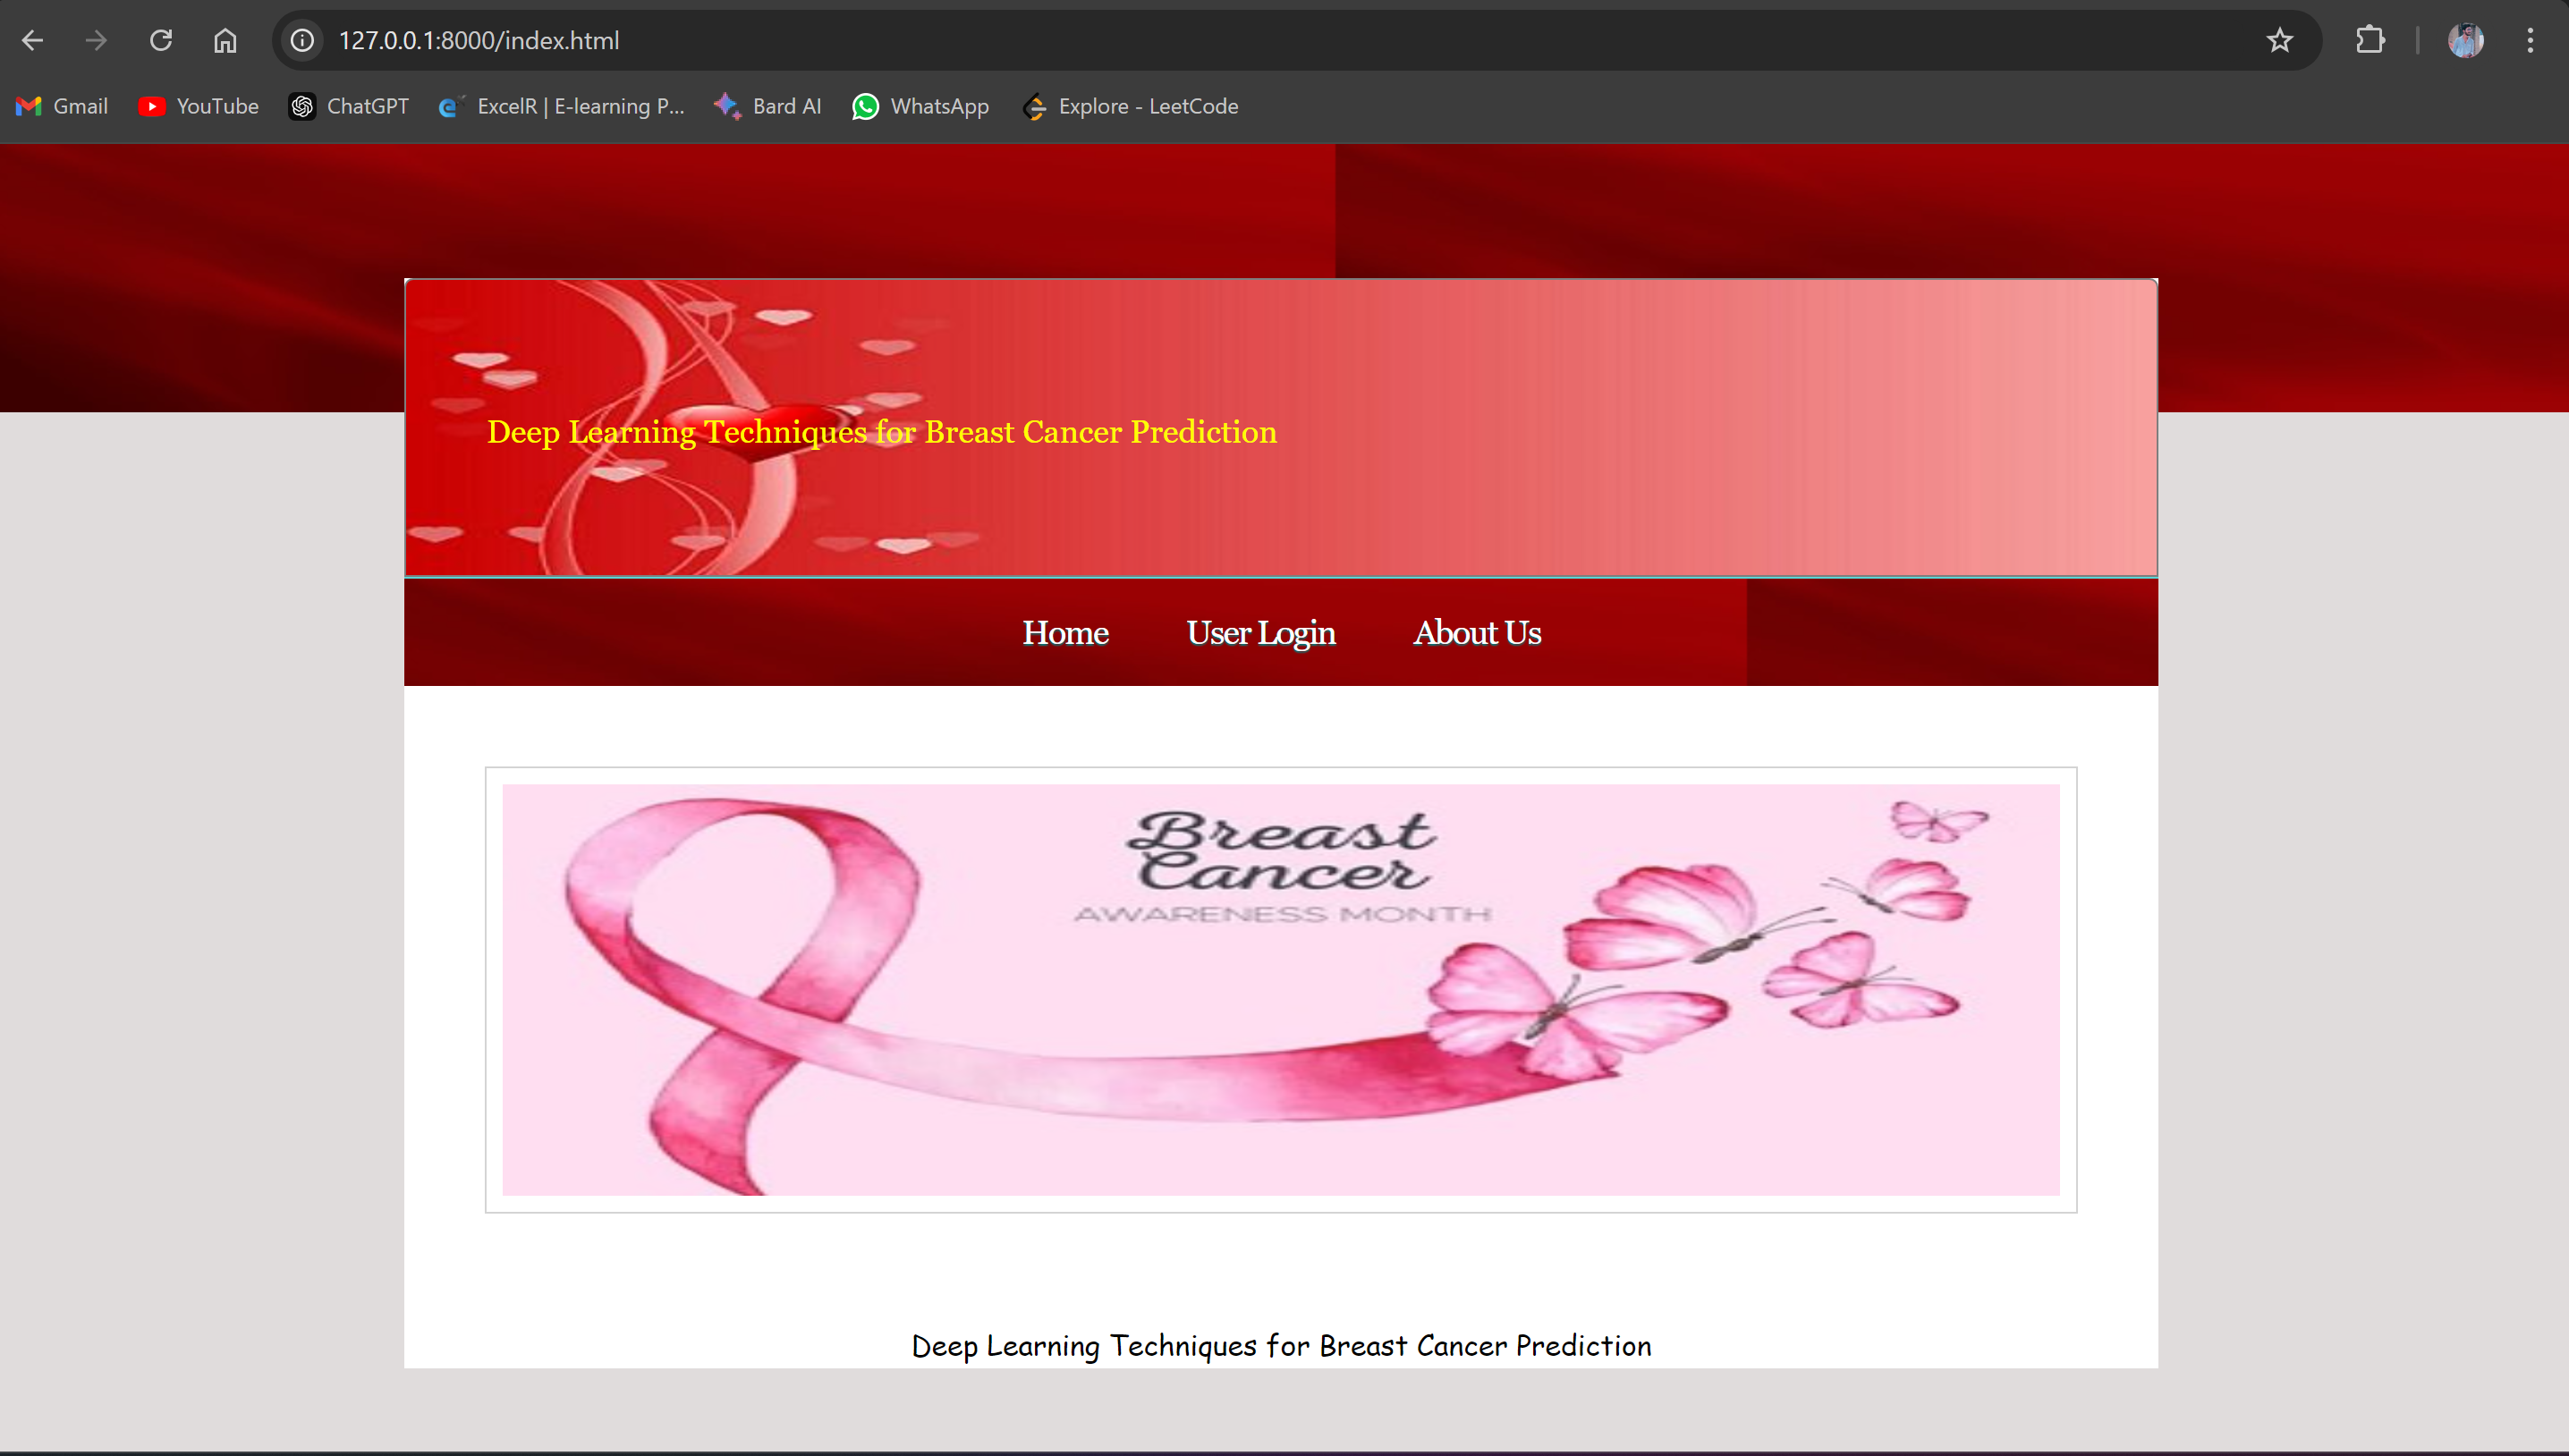 127.0.0.1:8000/index.html
Gmail YouTube ChatGPT ExcelR | E-learning P... Bard AI WhatsApp Explore - LeetCode
Deep Learning Techniques for Breast Cancer Prediction
Home User Login About Us
Breast
Cancer
AWARENESS MONTH
Deep Learning Techniques for Breast Cancer Prediction